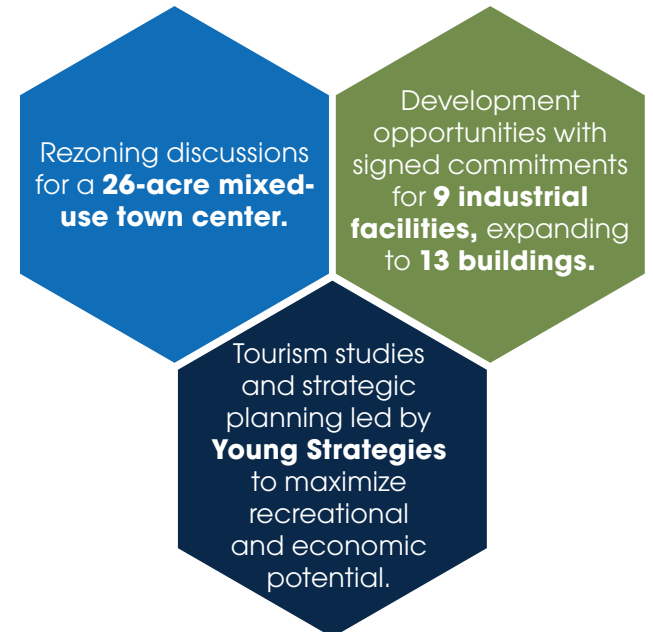 Rezoning discussions
for a 26-acre mixed-
use town center.
Development
opportunities with
signed commitments
for 9 industrial
facilities, expanding
to 13 buildings.
Tourism studies
and strategic
planning led by
Young Strategies
to maximize
recreational
and economic
potential.